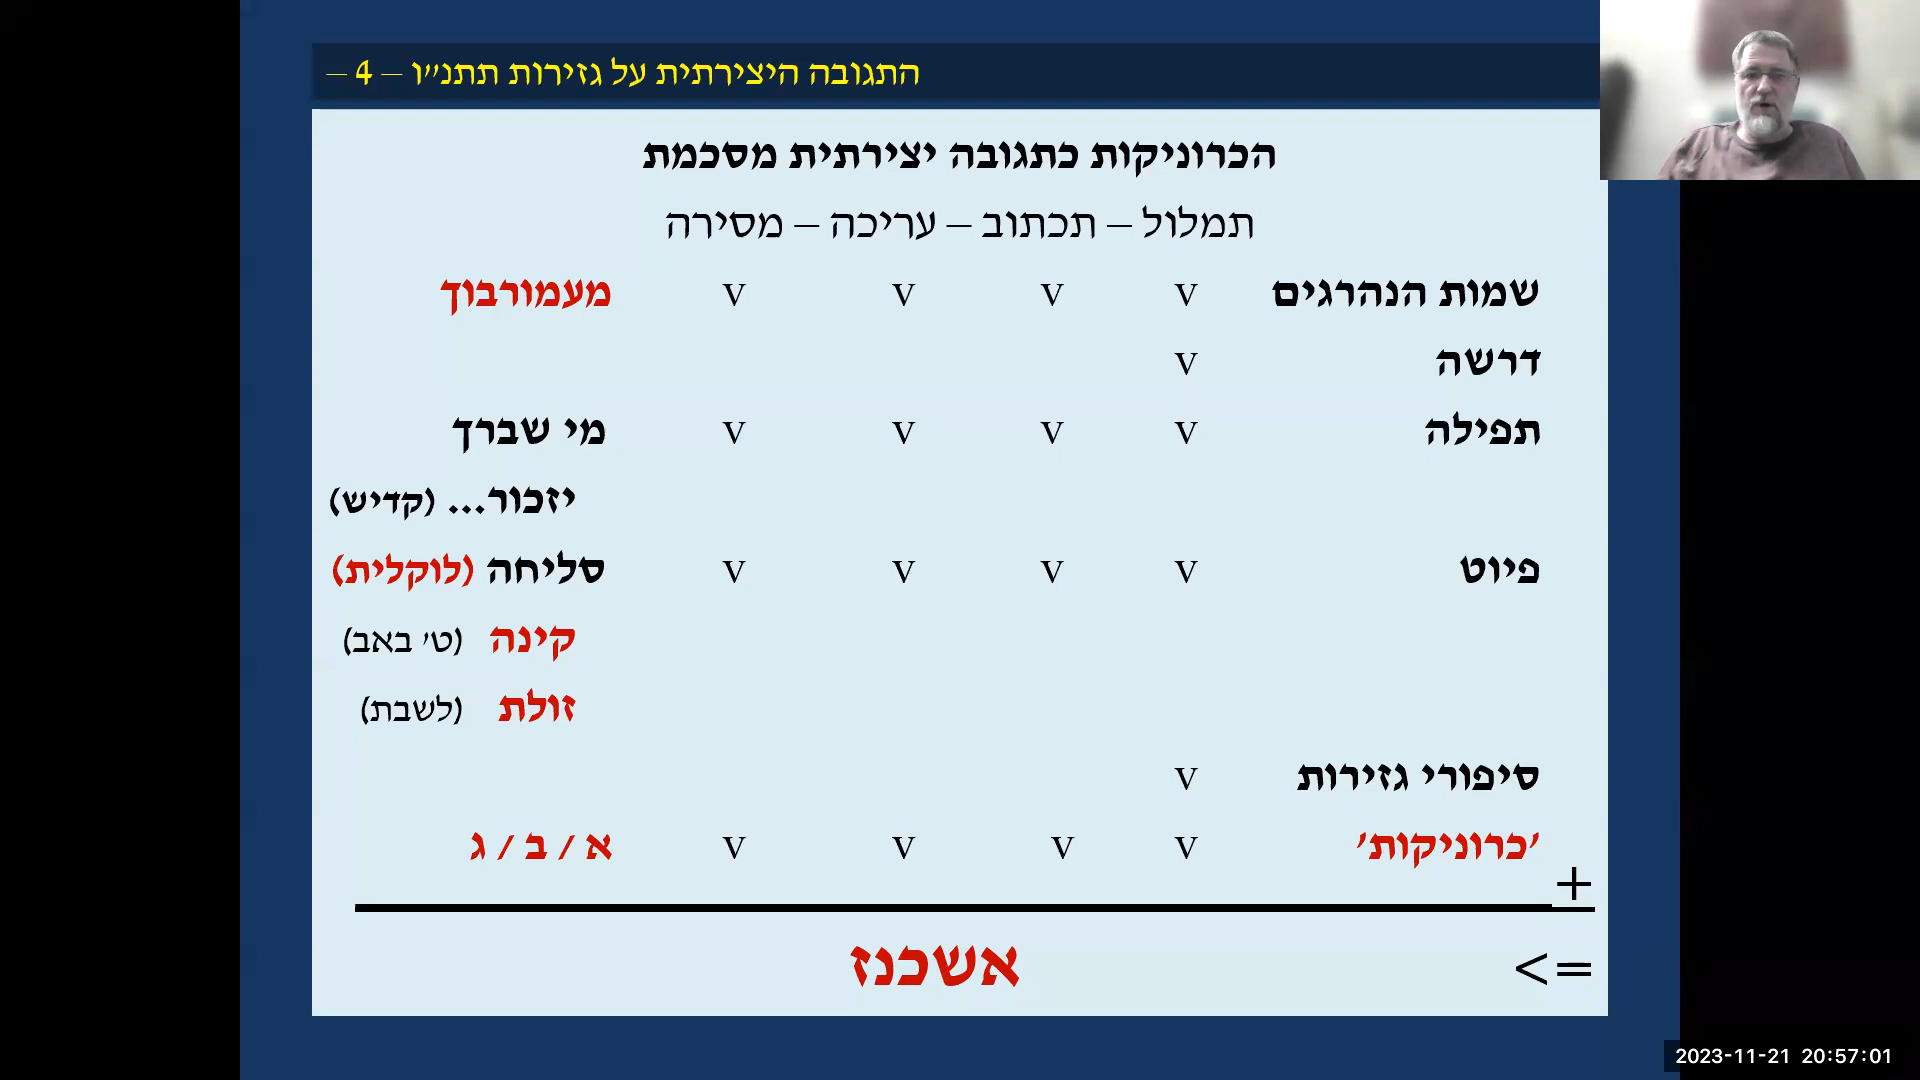 התגובה היצירתית על גזירות תתנ״ו – 4 –
הכרוניקות כתגובה יצירתית מסכמת
תמלול – תכתוב – עריכה – מסירה
שמות הנהרגים v v v v מעמורבוך
דרשה v
תפילה v v v v מי שברך
יזכור... (קדיש)
פיוט v v v v סליחה (לוקלית)
קינה (ט׳ באב)
זולת (לשבת)
סיפורי גזירות v
׳כרוניקות׳ v v v v א / ב / ג
+
=> אשכנז
2023-11-21 20:57:01